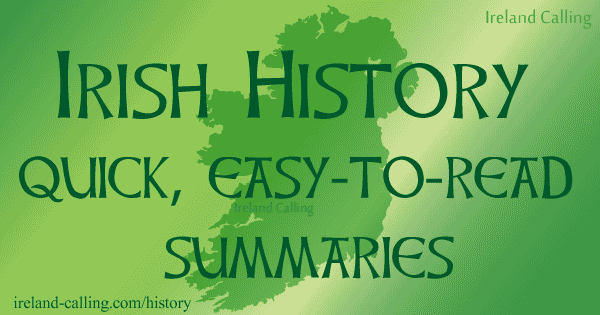 Ireland Calling
Irish History
quick, easy-to-read
Ireland Calling
summaries
ireland-calling.com/history